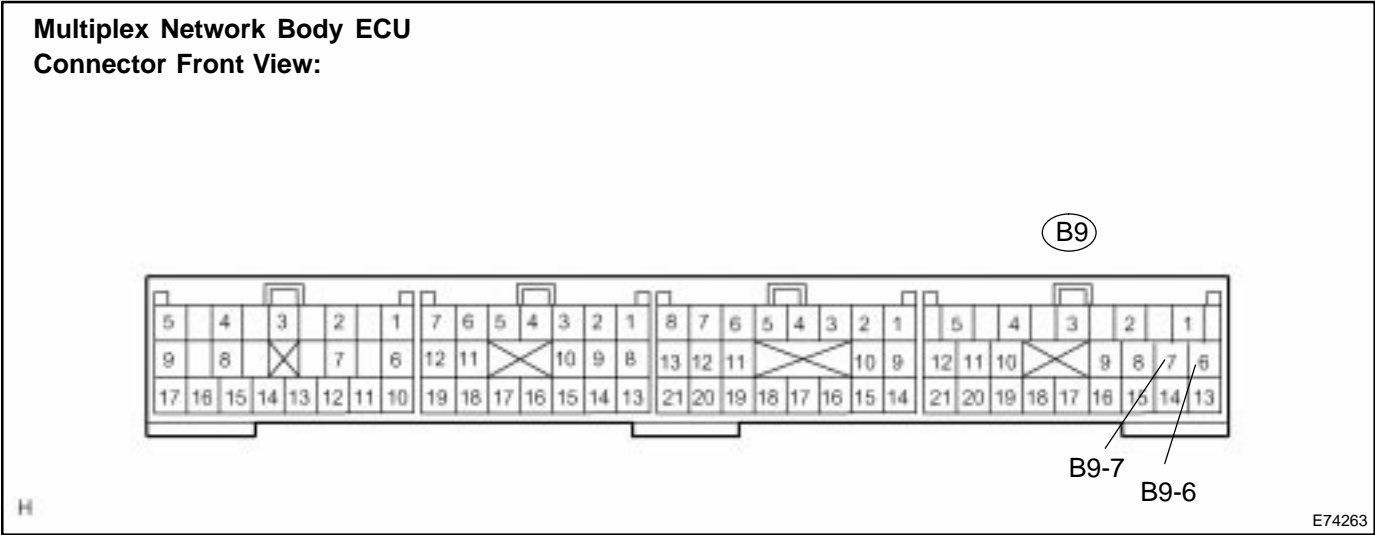 Multiplex Network Body ECU
Connector Front View:
B9
5 4 3 2 1 7 6 5 4 3 2 1 8 7 6 5 4 3 2 1 5 4 3 2 1
9 8 7 6 12 11 10 9 8 13 12 11 10 9 12 11 10 9 8 7 6
17 16 15 14 13 12 11 10 19 18 17 16 15 14 13 21 20 19 18 17 16 15 14 21 20 19 18 17 16 15 14 13
B9-7
B9-6
H
E74263